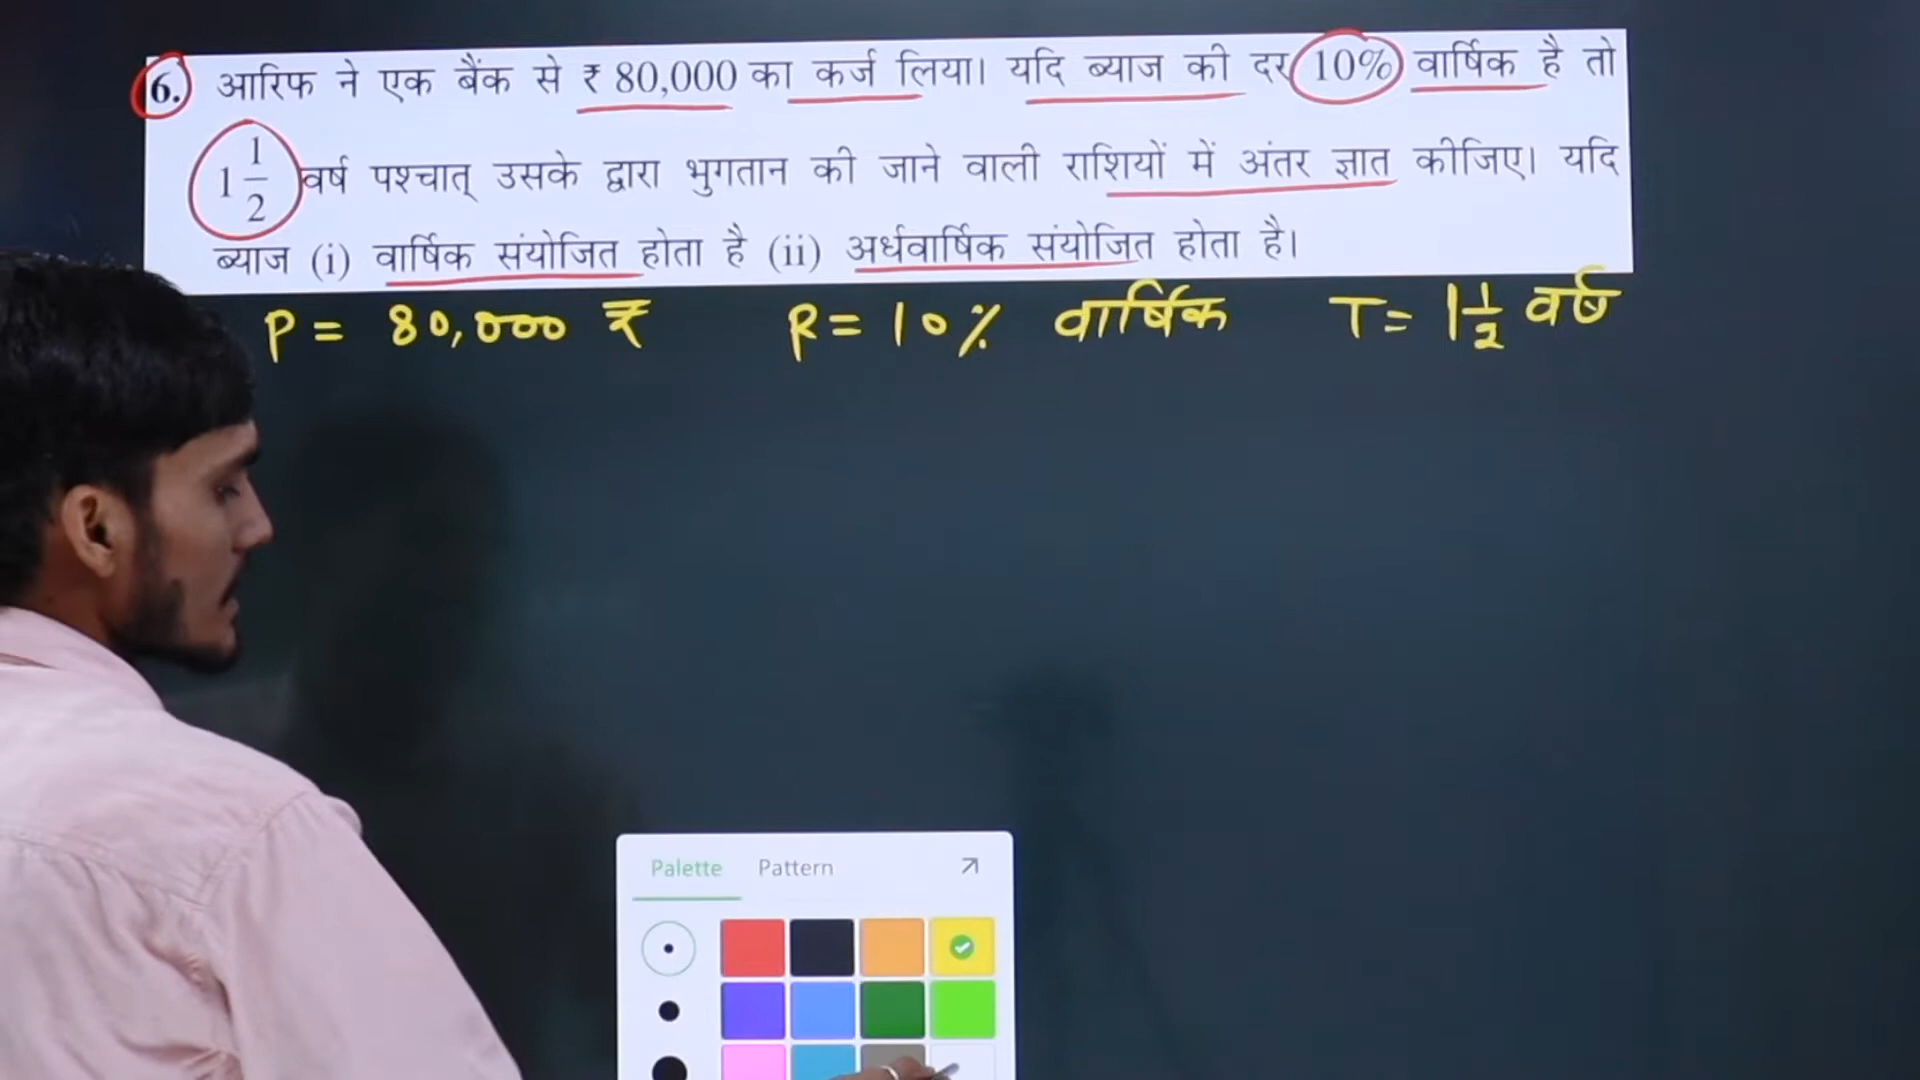 6. आरिफ ने एक बैंक से ₹ 80,000 का कर्ज लिया। यदि ब्याज की दर 10% वार्षिक है तो
1 1/2 वर्ष पश्चात् उसके द्वारा भुगतान की जाने वाली राशियों में अंतर ज्ञात कीजिए। यदि
ब्याज (i) वार्षिक संयोजित होता है (ii) अर्धवार्षिक संयोजित होता है।
P = 80,000 ₹ R = 10% वार्षिक T = 1 1/2 वर्ष
Palette Pattern